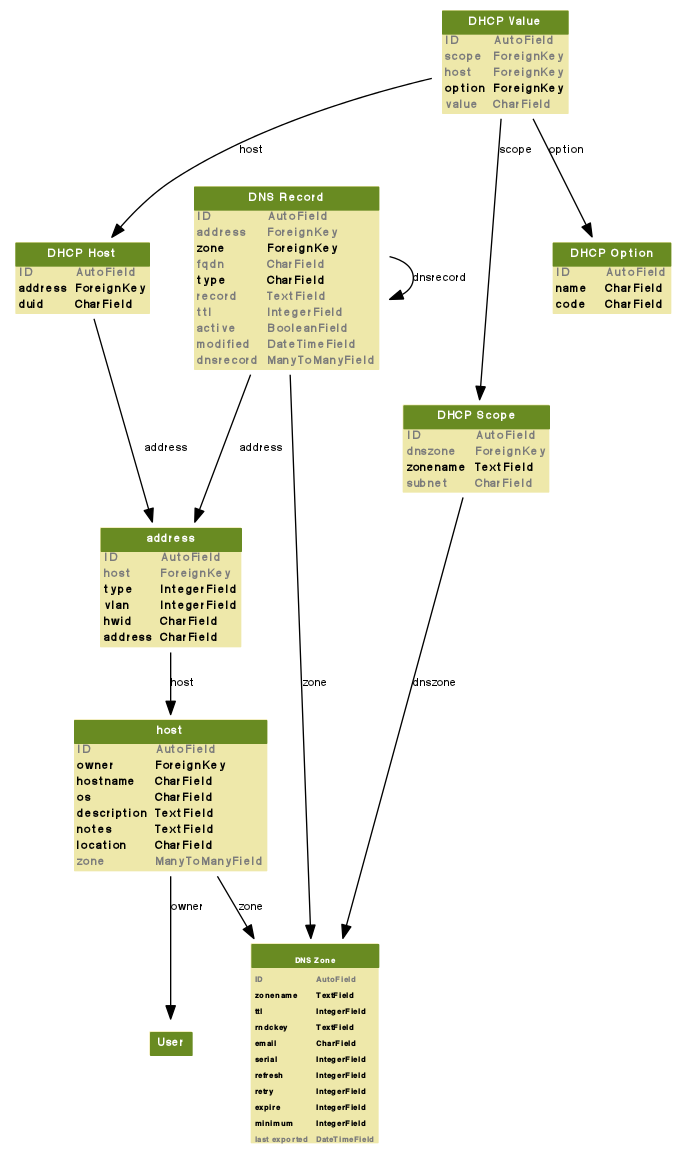 DHCP Value
ID AutoField
scope ForeignKey
host ForeignKey
option ForeignKey
value CharField
host
scope
option
DNS Record
ID AutoField
address ForeignKey
zone ForeignKey
fqdn CharField
type CharField
record TextField
ttl IntegerField
active BooleanField
modified DateTimeField
dnsrecord ManyToManyField
dnsrecord
DHCP Host
ID AutoField
address ForeignKey
duid CharField
DHCP Option
ID AutoField
name CharField
code CharField
DHCP Scope
ID AutoField
dnszone ForeignKey
zonename TextField
subnet CharField
address
address
address
ID AutoField
host ForeignKey
type IntegerField
vlan IntegerField
hwid CharField
address CharField
host
zone
dnszone
host
ID AutoField
owner ForeignKey
hostname CharField
os CharField
description TextField
notes TextField
location CharField
zone ManyToManyField
owner
zone
DNS Zone
ID AutoField
zonename TextField
ttl IntegerField
rndckey TextField
email CharField
serial IntegerField
refresh IntegerField
retry IntegerField
expire IntegerField
minimum IntegerField
last exported DateTimeField
User